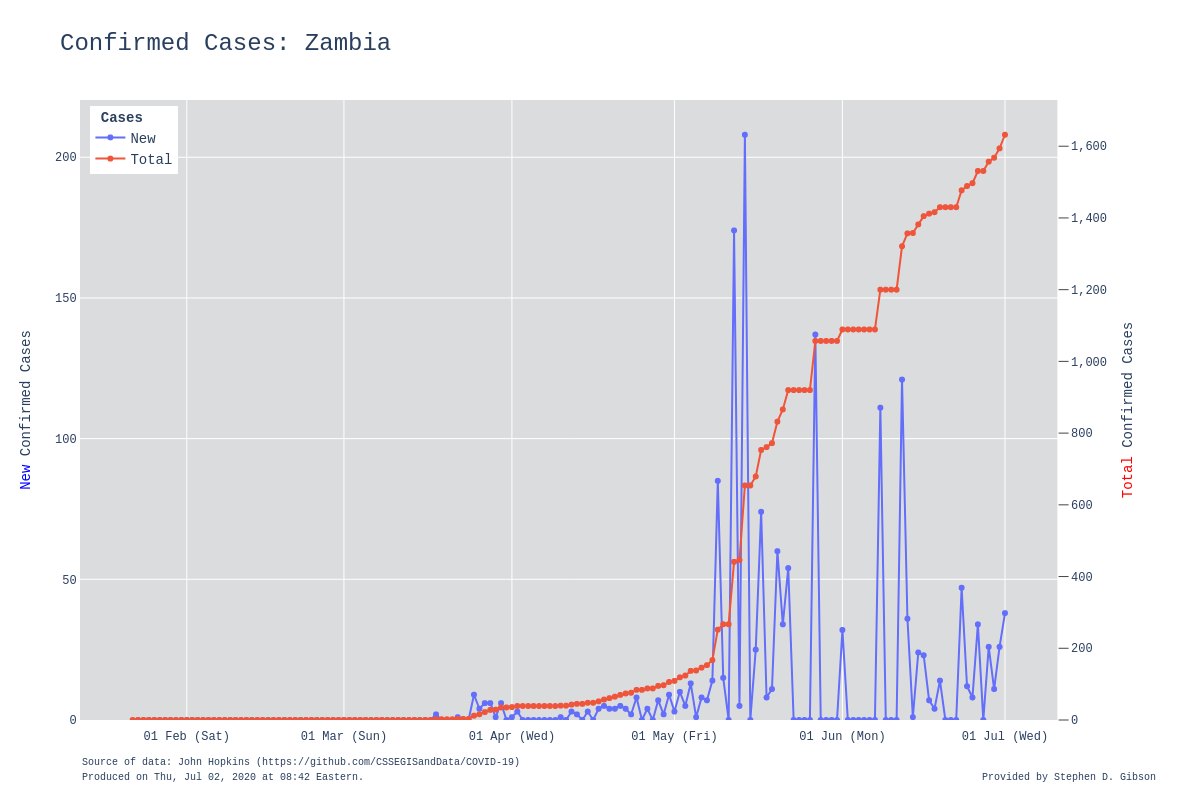 Confirmed Cases: Zambia
Cases
New
Total
200
150
100
50
0
1,600
1,400
1,200
1,000
800
600
400
200
0
New Confirmed Cases
Total Confirmed Cases
01 Feb (Sat)
01 Mar (Sun)
01 Apr (Wed)
01 May (Fri)
01 Jun (Mon)
01 Jul (Wed)
Source of data: John Hopkins (https://github.com/CSSEGISandData/COVID-19)
Produced on Thu, Jul 02, 2020 at 08:42 Eastern.
Provided by Stephen D. Gibson